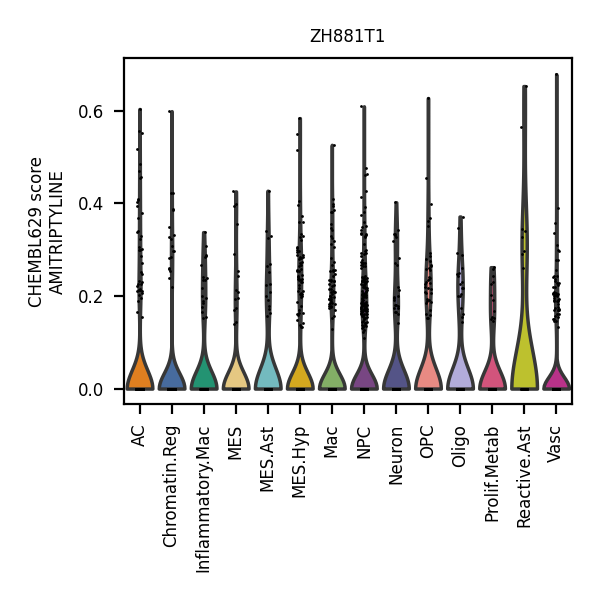 ZH881T1
CHEMBL629 score
AMITRIPTYLINE
0.6
0.4
0.2
0.0
AC
Chromatin.Reg
Inflammatory.Mac
MES
MES.Ast
MES.Hyp
Mac
NPC
Neuron
OPC
Oligo
Prolif.Metab
Reactive.Ast
Vasc